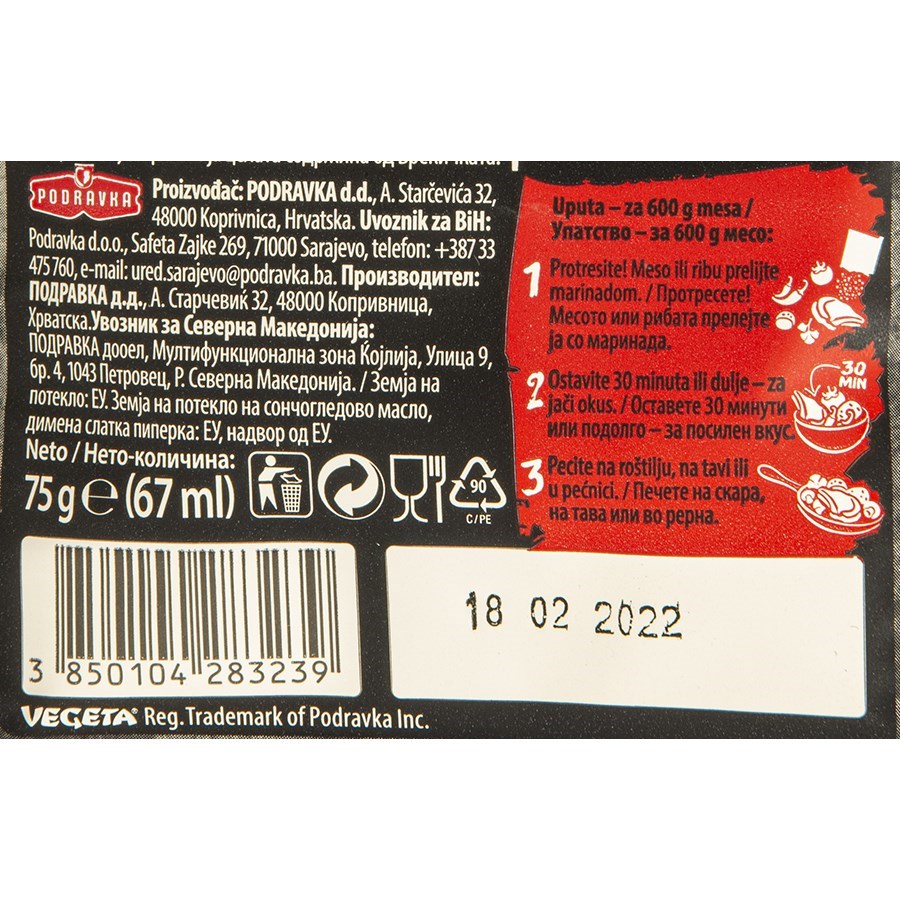 PODRAVKA
Proizvođač: PODRAVKA d.d., A. Starčevića 32,
48000 Koprivnica, Hrvatska. Uvoznik za BiH:
Podravka d.o.o., Safeta Zajke 269, 71000 Sarajevo, telefon: +387 33
475 760, e-mail: ured.sarajevo@podravka.ba. Производител:
ПОДРАВКА д.д., А. Старчевиќ 32, 48000 Копривница,
Хрватска.Увозник за Северна Македонија:
ПОДРАВКА дооел, Мултифункционална зона Којлија, Улица 9,
бр. 4, 1043 Петровец, Р. Северна Македонија. / Земја на
потекло: ЕУ. Земја на потекло на сончогледово масло,
димена слатка пиперка: ЕУ, надвор од ЕУ.
Neto / Нето-количина:
75 g ℮ (67 ml)
90
C/PE
Uputa – za 600 g mesa /
Упатство – за 600 g месо:
1 Protresite! Meso ili ribu prelijte
marinadom. / Протресете!
Месото или рибата прелејте
ја со маринада.
2 Ostavite 30 minuta ili dulje – za
jači okus. / Оставете 30 минути
или подолго – за посилен вкус.
30
MIN
3 Pecite na roštilju, na tavi ili
u pećnici. / Печете на скара,
на тава или во рерна.
3 850104 283239
18 02 2022
VEGETA® Reg. Trademark of Podravka Inc.